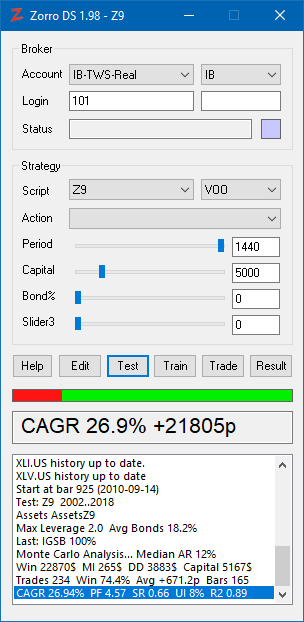 Zorro DS 1.98 - Z9
Broker
Account IB-TWS-Real IB
Login 101
Status
Strategy
Script Z9 VOO
Action
Period 1440
Capital 5000
Bond% 0
Slider3 0
Help Edit Test Train Trade Result
CAGR 26.9% +21805p
XLI.US history up to date.
XLV.US history up to date
Start at bar 925 (2010-09-14)
Test: Z9 2002..2018
Assets AssetsZ9
Max Leverage 2.0 Avg Bonds 18.2%
Last: IGSB 100%
Monte Carlo Analysis... Median AR 12%
Win 22870$ MI 265$ DD 3883$ Capital 5167$
Trades 234 Win 74.4% Avg +671.2p Bars 165
CAGR 26.94% PF 4.57 SR 0.66 UI 8% R2 0.89